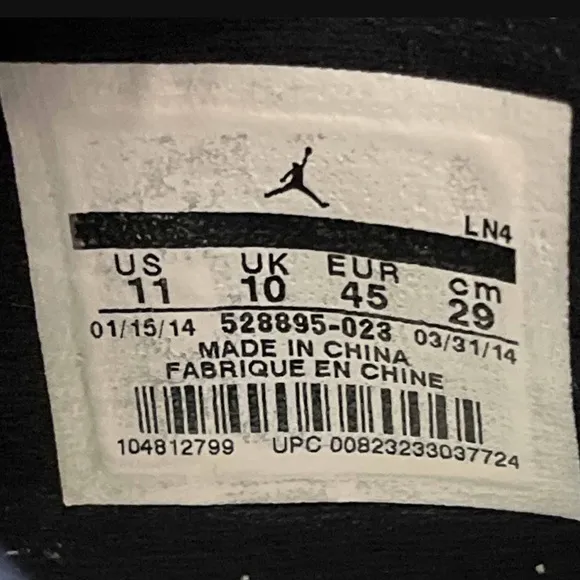 LN4
US UK EUR cm
11 10 45 29
01/15/14 528895-023 03/31/14
MADE IN CHINA
FABRIQUE EN CHINE
104812799 UPC 00823233037724